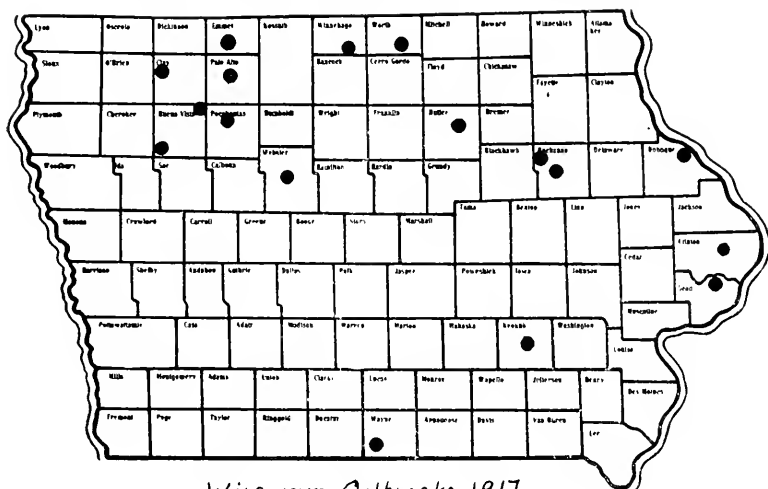 Lyon Osceola Dickinson Emmet Kossuth Winnebago Worth Mitchell Howard Winneshiek Allama
kee
Sioux O'Brien Clay Palo Alto Hancock Cerro Gordo Floyd Chickasaw
Fayette Clayton
Plymouth Cherokee Buena Vista Pocahontas Humboldt Wright Franklin Butler Bremer
Woodbury Ida Sac Calhoun Webster Hamilton Hardin Grundy Blackhawk Buchanan Delaware Dubuque
Monona Crawford Carroll Greene Boone Story Marshall Tama Benton Linn Jones Jackson
Clinton
Cedar
Harrison Shelby Audubon Guthrie Dallas Polk Jasper Poweshiek Iowa Johnson Scott
Muscatine
Pottawattamie Cass Adair Madison Warren Marion Mahaska Keokuk Washington
Louisa
Mills Montgomery Adams Union Clarke Lucas Monroe Wapello Jefferson Henry
Des Moines
Fremont Page Taylor Ringgold Decatur Wayne Appanoose Davis Van Buren
Lee
Outbreaks 1917